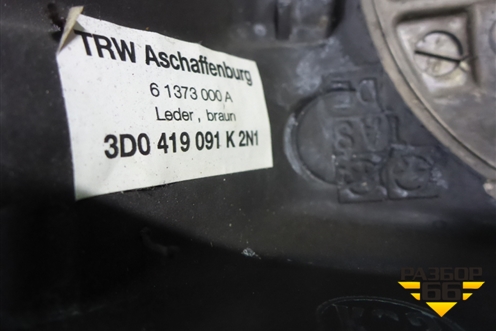 TRW Aschaffenburg
6 1373 000 A
Leder, braun
3D0 419 091 K 2N1
РАЗБОР
66